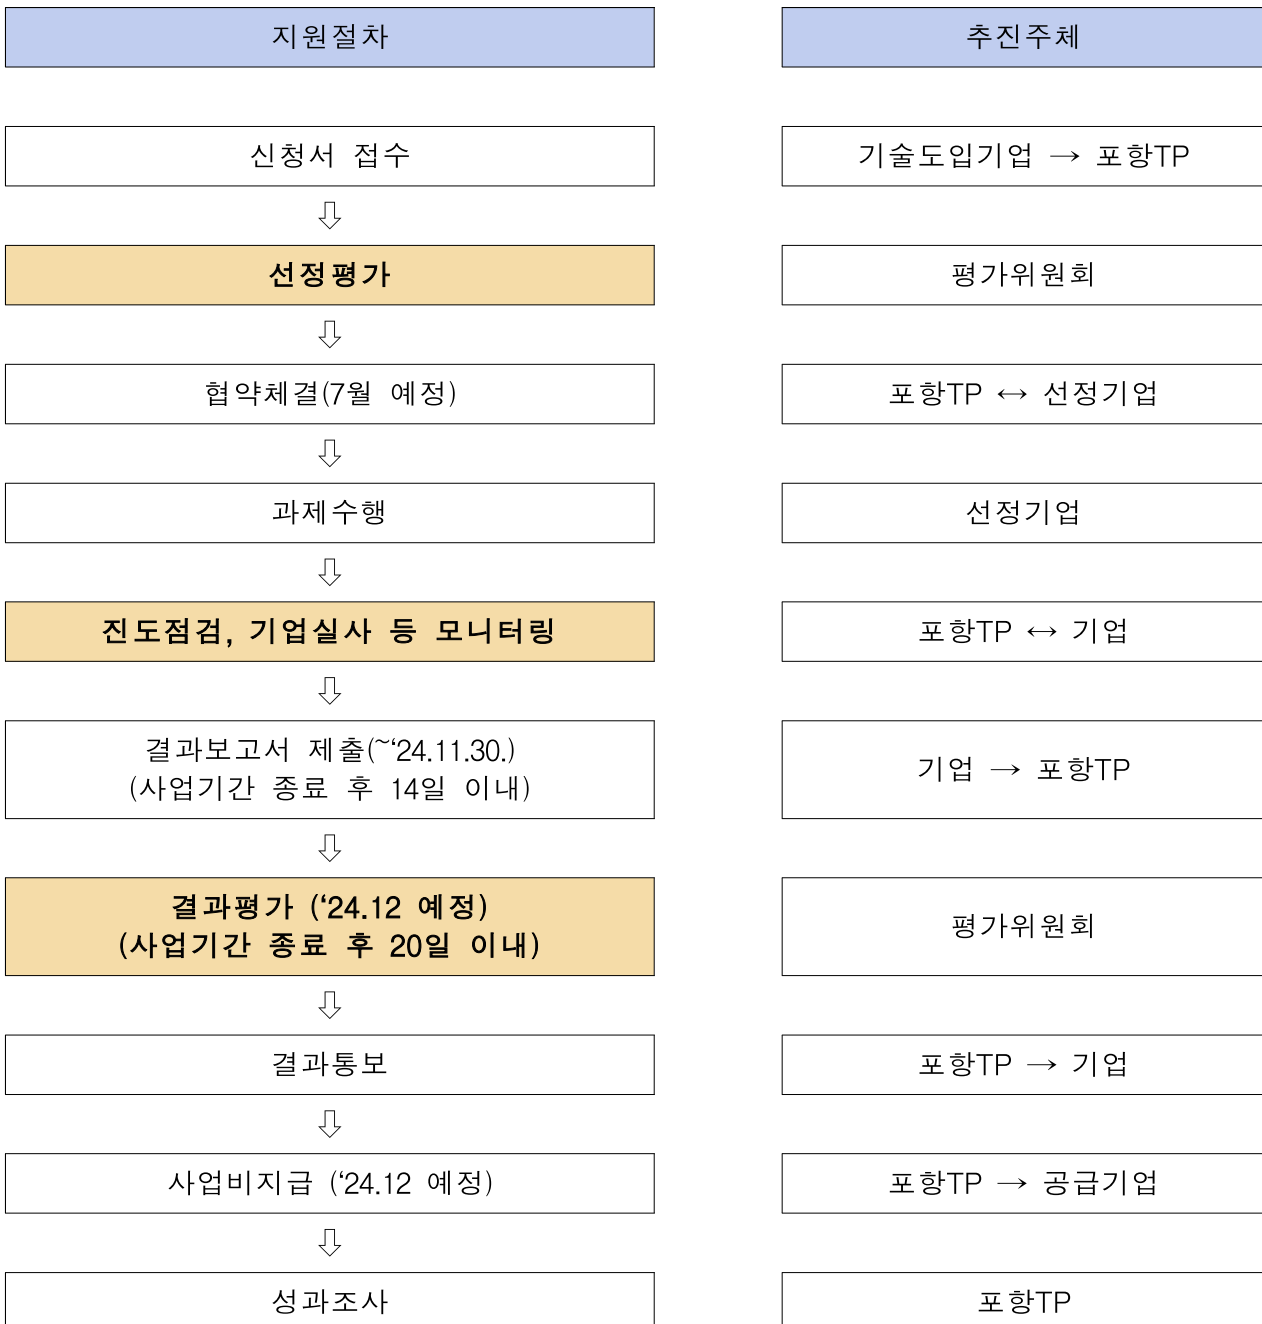 지원절차
추진주체
신청서 접수
기술도입기업 → 포항TP
⇩
선정평가
평가위원회
⇩
협약체결(7월 예정)
포항TP ↔ 선정기업
⇩
과제수행
선정기업
⇩
진도점검, 기업실사 등 모니터링
포항TP ↔ 기업
⇩
결과보고서 제출(~‘24.11.30.)
(사업기간 종료 후 14일 이내)
기업 → 포항TP
⇩
결과평가 (‘24.12 예정)
(사업기간 종료 후 20일 이내)
평가위원회
⇩
결과통보
포항TP → 기업
⇩
사업비지급 (‘24.12 예정)
포항TP → 공급기업
⇩
성과조사
포항TP